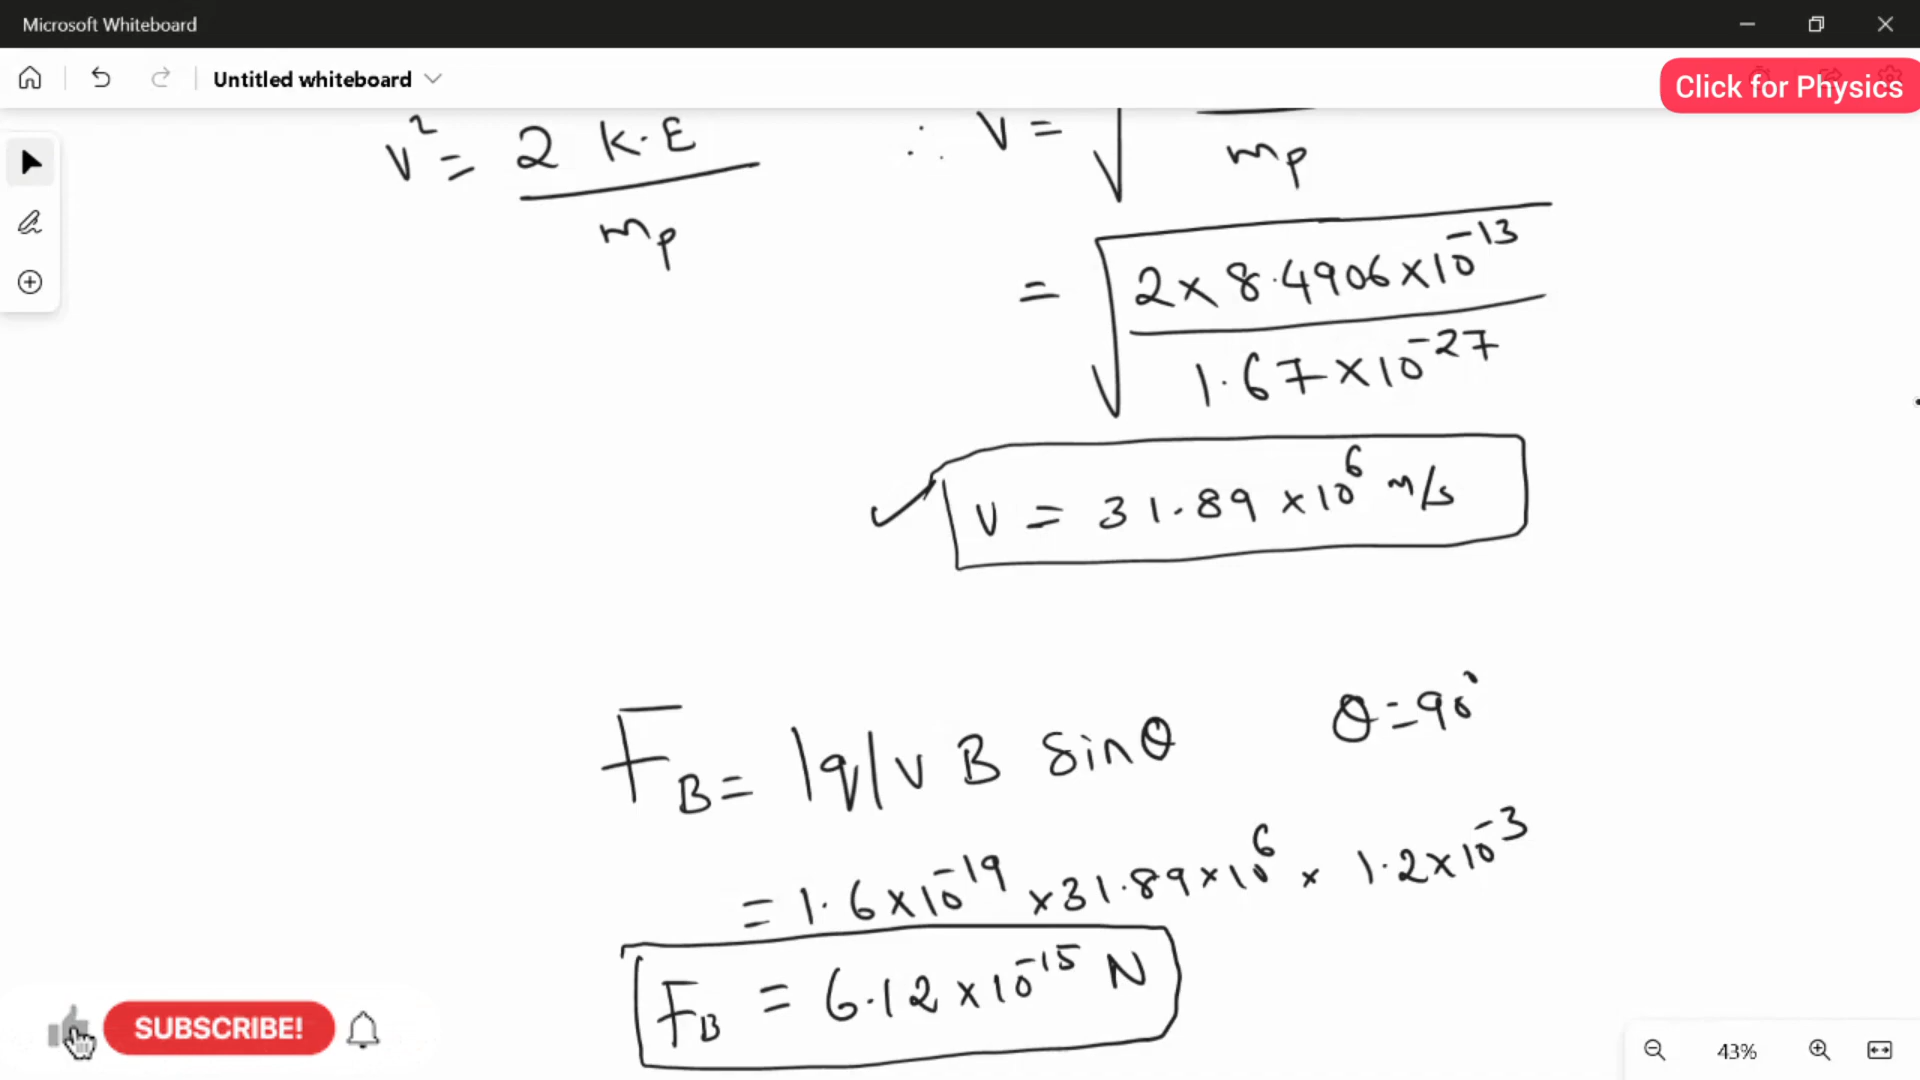 Microsoft Whiteboard
Untitled whiteboard
Click for Physics
v² = 2 K.E / mp ∴ v = √ / mp
= √ 2 × 8.4906 × 10⁻¹³ / 1.67 × 10⁻²⁷
✓ v = 31.89 × 10⁶ m/s
F_B = |q| v B sinθ θ = 90°
= 1.6 × 10⁻¹⁹ × 31.89 × 10⁶ × 1.2 × 10⁻³
F_B = 6.12 × 10⁻¹⁵ N
SUBSCRIBE!
43%